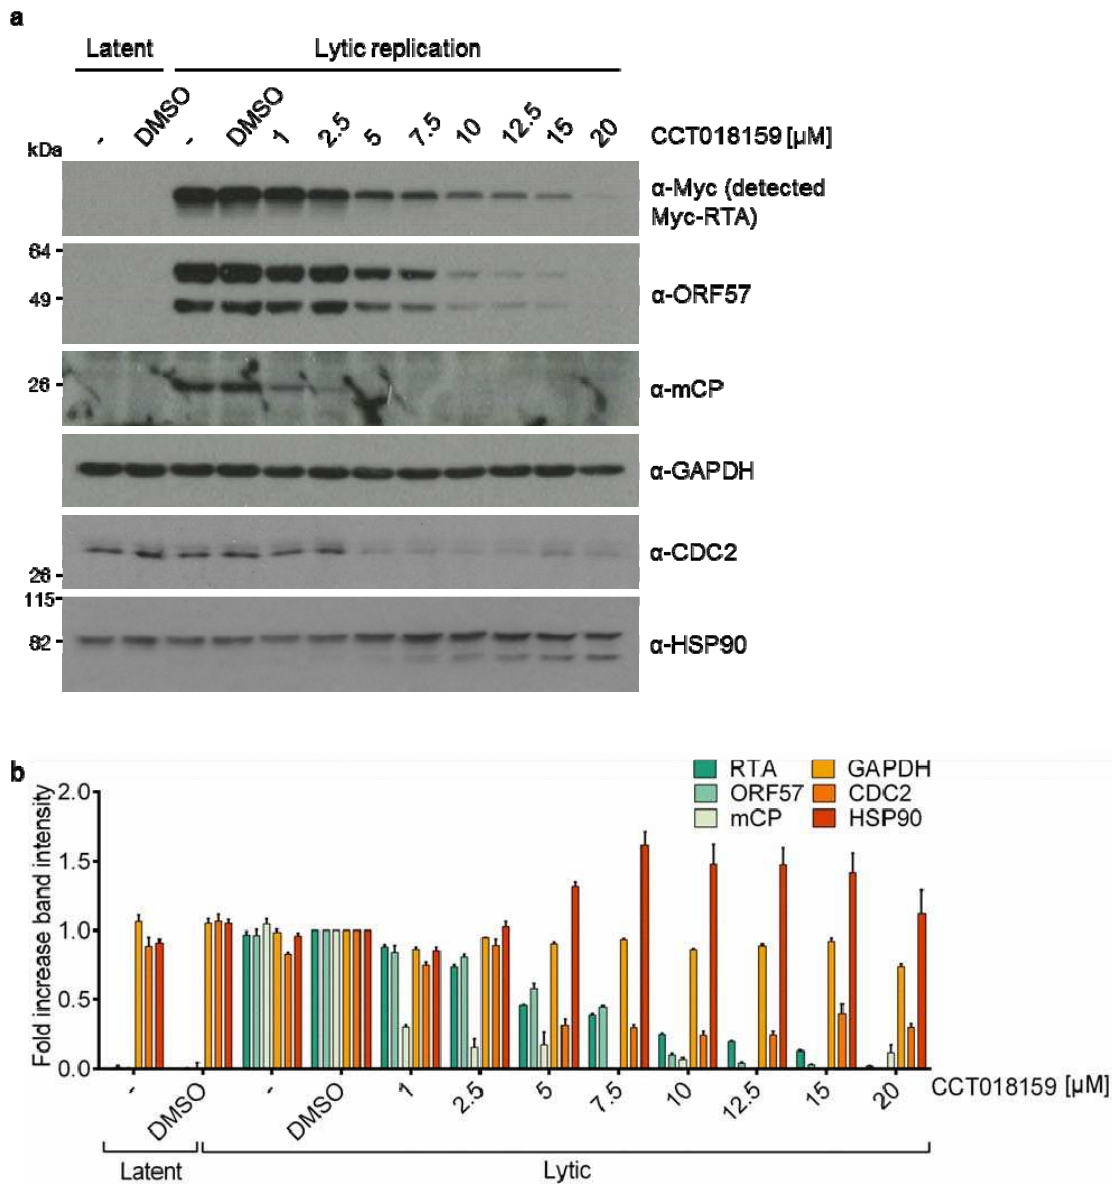 a
Latent Lytic replication
- DMSO - DMSO 1 2.5 5 7.5 10 12.5 15 20 CCT018159 [µM]
kDa
α-Myc (detected
Myc-RTA)
64
49
α-ORF57
26
α-mCP
α-GAPDH
α-CDC2
26
115
82
α-HSP90
b
RTA GAPDH
ORF57 CDC2
mCP HSP90
Fold increase band intensity
2.0
1.5
1.0
0.5
0.0
- DMSO - DMSO 1 2.5 5 7.5 10 12.5 15 20 CCT018159 [µM]
Latent Lytic